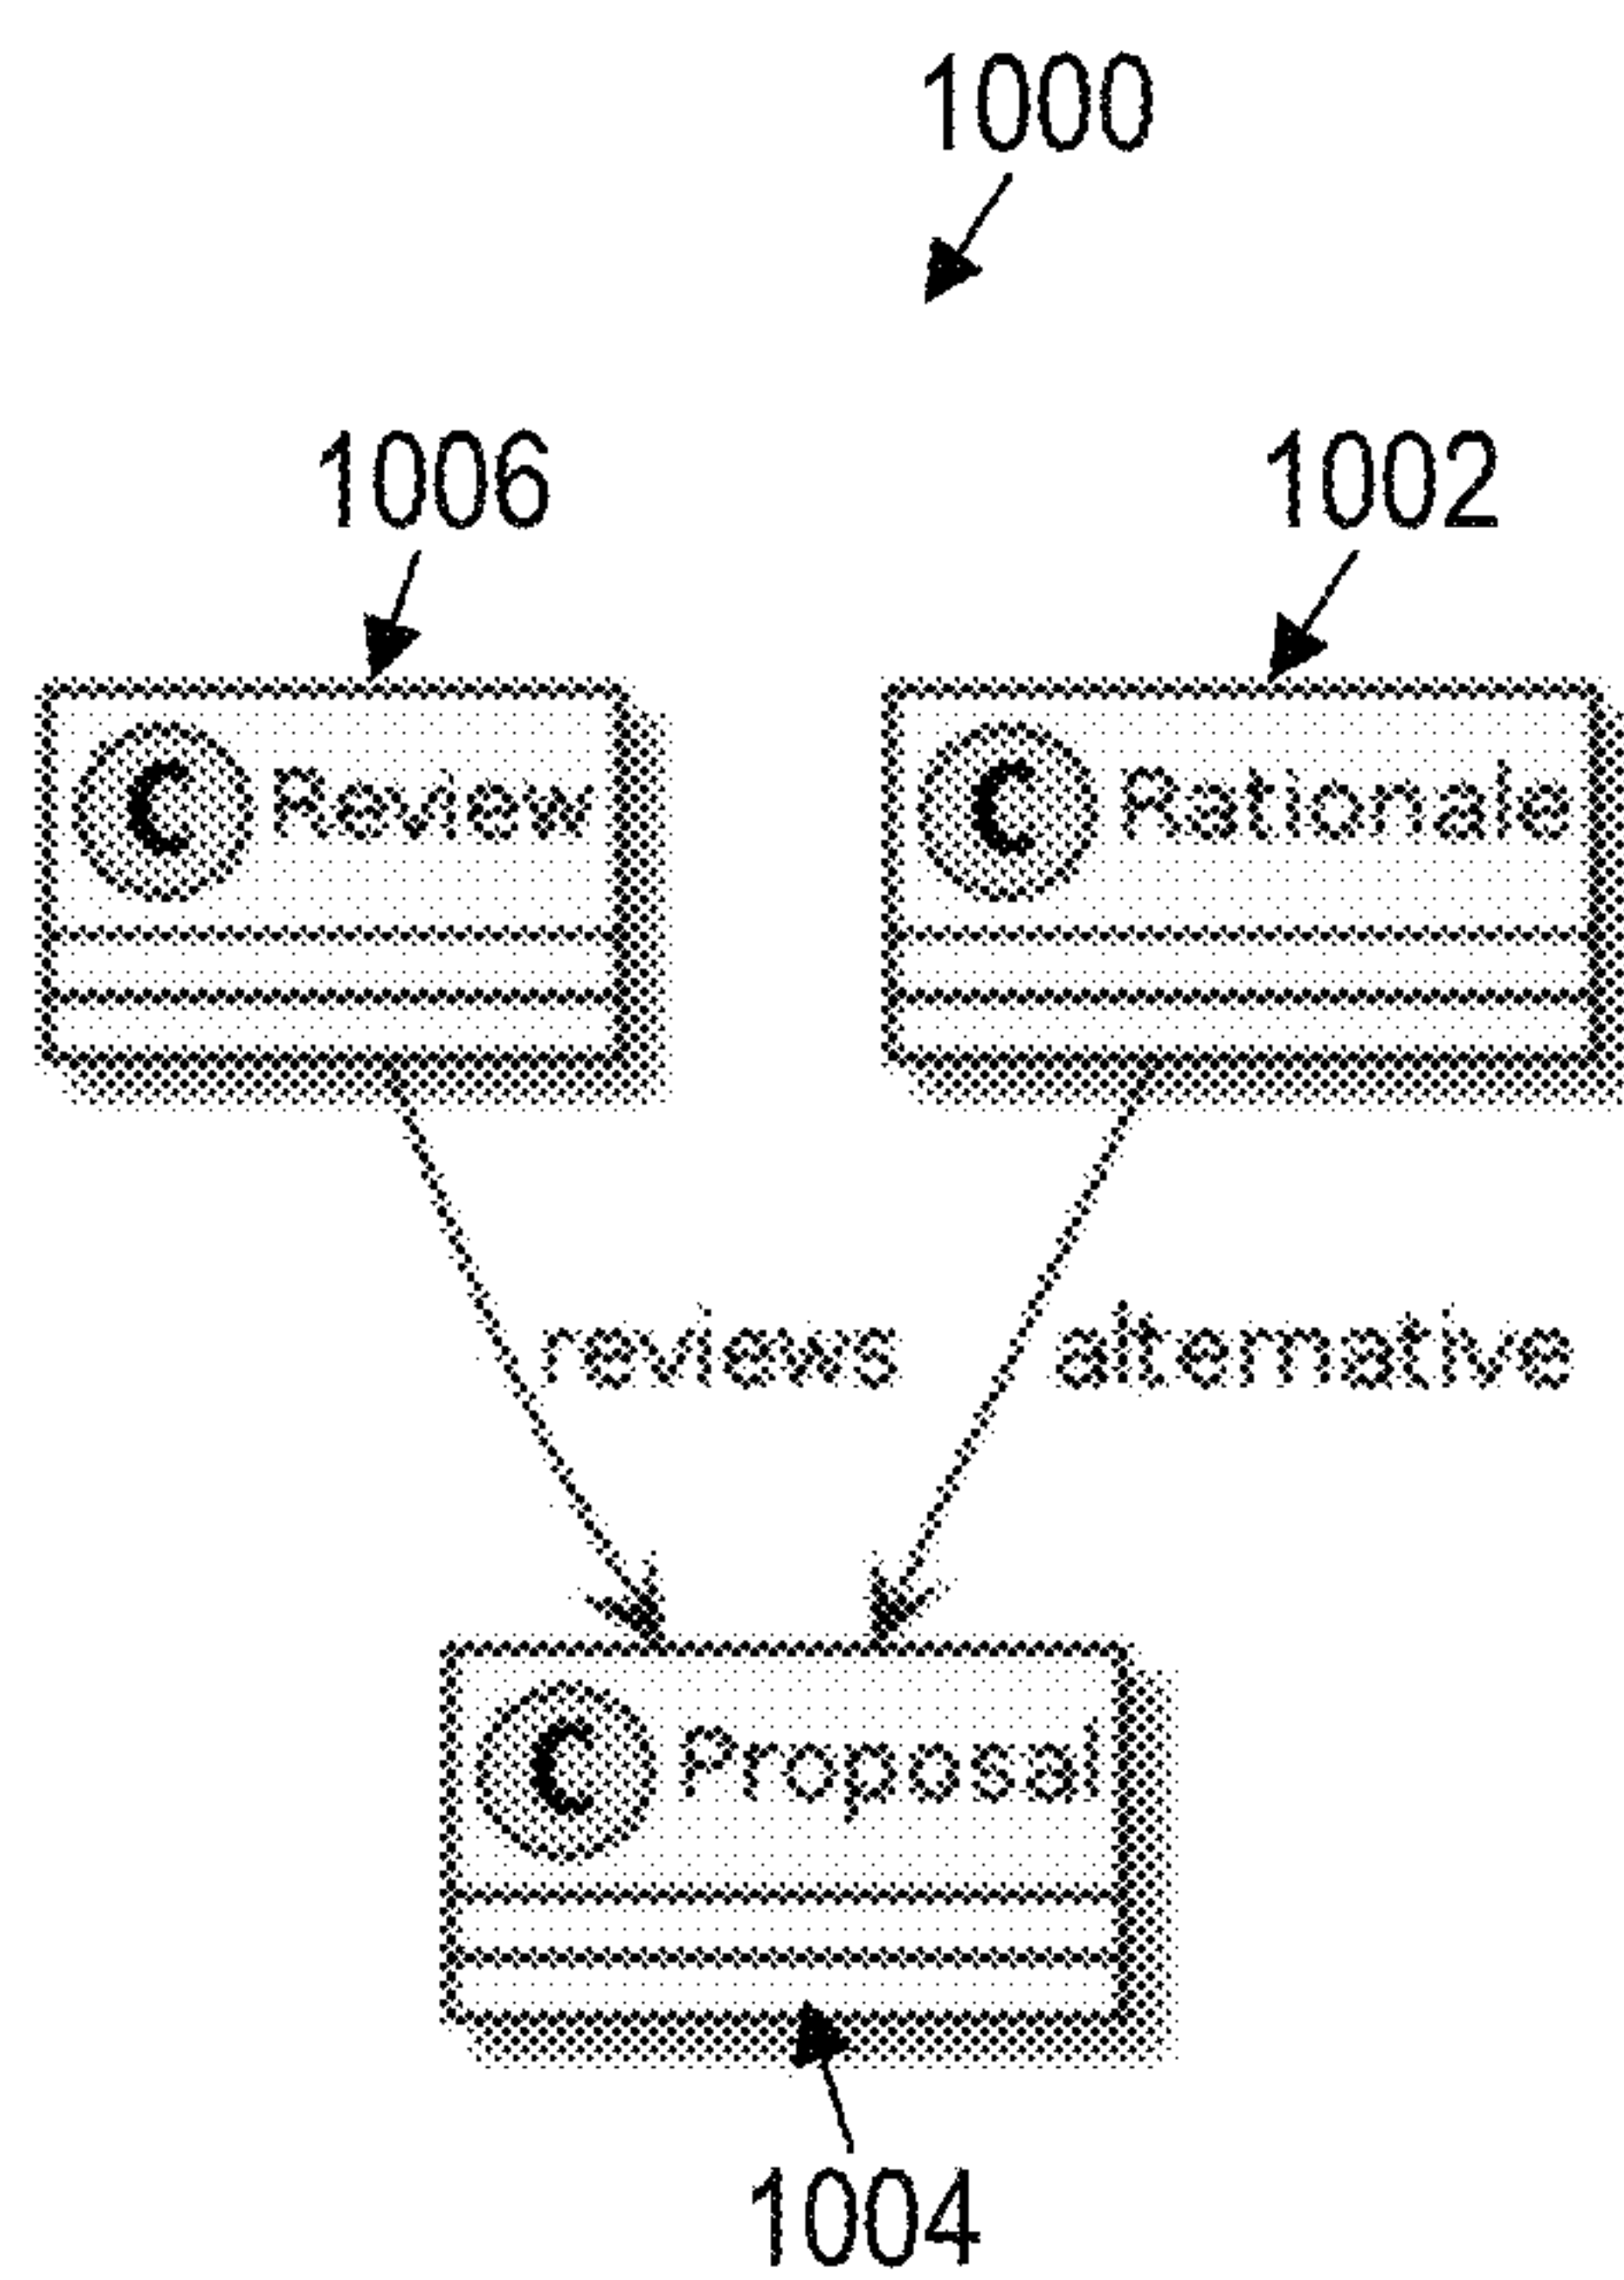 1000
1006 1002
C Review C Rationale
reviews alternative
C Proposal
1004